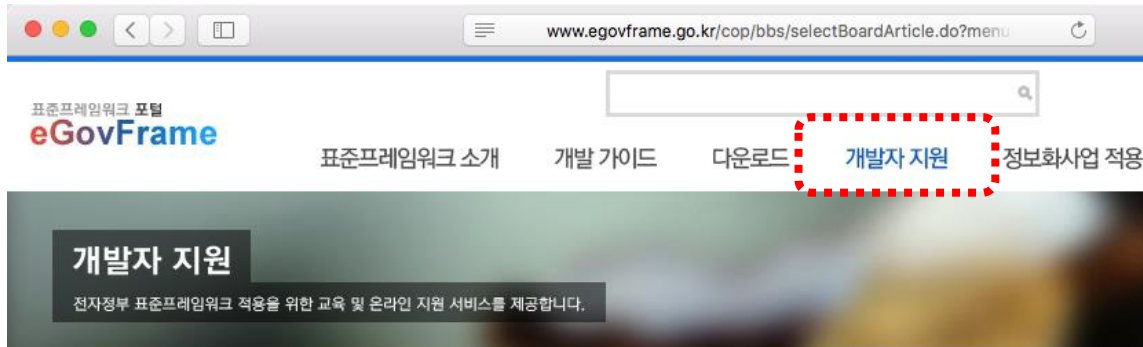 www.egovframe.go.kr/cop/bbs/selectBoardArticle.do?menu
표준프레임워크 포털
eGovFrame
표준프레임워크 소개 개발 가이드 다운로드 개발자 지원 정보화사업 적용
개발자 지원
전자정부 표준프레임워크 적용을 위한 교육 및 온라인 지원 서비스를 제공합니다.